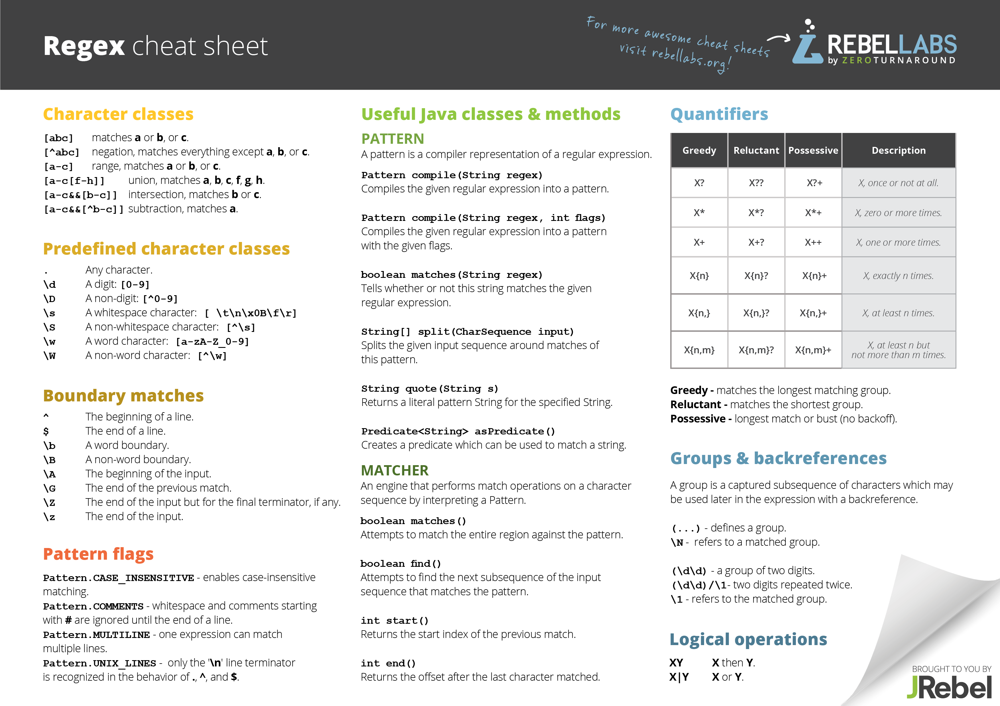 Regex cheat sheet
For more awesome cheat sheets
visit rebellabs.org!
REBELLABS
by ZEROTURNAROUND
Character classes
[abc] matches a or b, or c.
[^abc] negation, matches everything except a, b, or c.
[a-c] range, matches a or b, or c.
[a-c[f-h]] union, matches a, b, c, f, g, h.
[a-c&&[b-c]] intersection, matches b or c.
[a-c&&[^b-c]] subtraction, matches a.
Predefined character classes
. Any character.
\d A digit: [0-9]
\D A non-digit: [^0-9]
\s A whitespace character: [ \t\n\x0B\f\r]
\S A non-whitespace character: [^\s]
\w A word character: [a-zA-Z_0-9]
\W A non-word character: [^\w]
Boundary matches
^ The beginning of a line.
$ The end of a line.
\b A word boundary.
\B A non-word boundary.
\A The beginning of the input.
\G The end of the previous match.
\Z The end of the input but for the final terminator, if any.
\z The end of the input.
Pattern flags
Pattern.CASE_INSENSITIVE - enables case-insensitive
matching.
Pattern.COMMENTS - whitespace and comments starting
with # are ignored until the end of a line.
Pattern.MULTILINE - one expression can match
multiple lines.
Pattern.UNIX_LINES - only the '\n' line terminator
is recognized in the behavior of ., ^, and $.
Useful Java classes & methods
PATTERN
A pattern is a compiler representation of a regular expression.
Pattern compile(String regex)
Compiles the given regular expression into a pattern.
Pattern compile(String regex, int flags)
Compiles the given regular expression into a pattern
with the given flags.
boolean matches(String regex)
Tells whether or not this string matches the given
regular expression.
String[] split(CharSequence input)
Splits the given input sequence around matches of
this pattern.
String quote(String s)
Returns a literal pattern String for the specified String.
Predicate<String> asPredicate()
Creates a predicate which can be used to match a string.
MATCHER
An engine that performs match operations on a character
sequence by interpreting a Pattern.
boolean matches()
Attempts to match the entire region against the pattern.
boolean find()
Attempts to find the next subsequence of the input
sequence that matches the pattern.
int start()
Returns the start index of the previous match.
int end()
Returns the offset after the last character matched.
Quantifiers
Greedy Reluctant Possessive Description
X? X?? X?+ X, once or not at all.
X* X*? X*+ X, zero or more times.
X+ X+? X++ X, one or more times.
X{n} X{n}? X{n}+ X, exactly n times.
X{n,} X{n,}? X{n,}+ X, at least n times.
X{n,m} X{n,m}? X{n,m}+ X, at least n but
not more than m times.
Greedy - matches the longest matching group.
Reluctant - matches the shortest group.
Possessive - longest match or bust (no backoff).
Groups & backreferences
A group is a captured subsequence of characters which may
be used later in the expression with a backreference.
(...) - defines a group.
\N - refers to a matched group.
(\d\d) - a group of two digits.
(\d\d)/\1- two digits repeated twice.
\1 - refers to the matched group.
Logical operations
XY X then Y.
X|Y X or Y.
BROUGHT TO YOU BY
JRebel